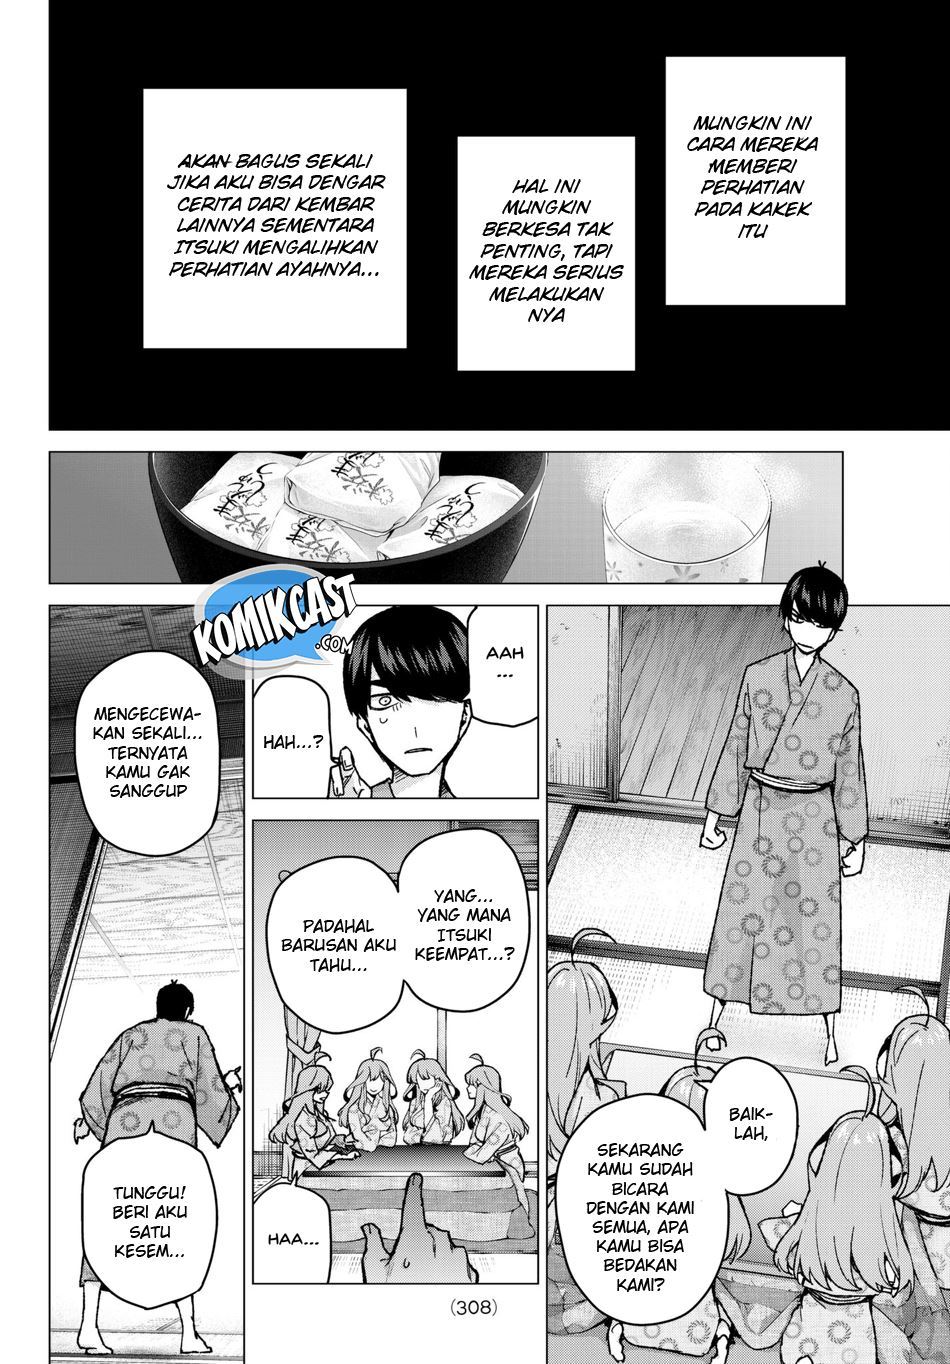 MUNGKIN INI
CARA MEREKA
MEMBERI
PERHATIAN
PADA KAKEK
ITU
HAL INI
MUNGKIN
BERKESA TAK
PENTING, TAPI
MEREKA SERIUS
MELAKUKAN
NYA
AKAN BAGUS SEKALI
JIKA AKU BISA DENGAR
CERITA DARI KEMBAR
LAINNYA SEMENTARA
ITSUKI MENGALIHKAN
PERHATIAN AYAHNYA...
KOMIKCAST
.COM
BAIK-
LAH,
SEKARANG
KAMU SUDAH
BICARA
DENGAN KAMI
SEMUA, APA
KAMU BISA
BEDAKAN
KAMI?
AAH
...
HAH...?
YANG...
YANG MANA
ITSUKI
KEEMPAT...?
PADAHAL
BARUSAN AKU
TAHU...
HAA...
MENGECEWA-
KAN SEKALI...
TERNYATA
KAMU GAK
SANGGUP
TUNGGU!
BERI AKU
SATU
KESEM...
(308)